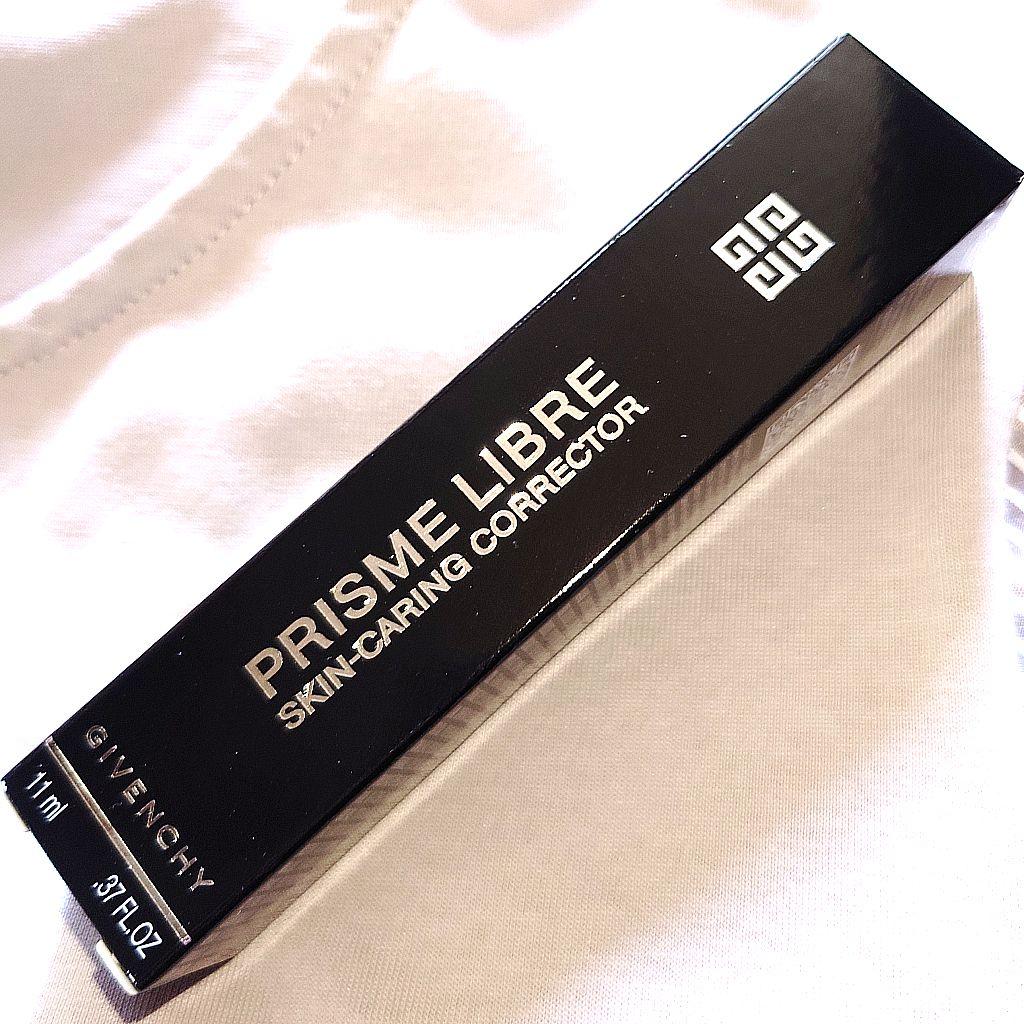 PRISME LIBRE
SKIN-CARING CORRECTOR
GIVENCHY
11 ml
.37 FL.OZ